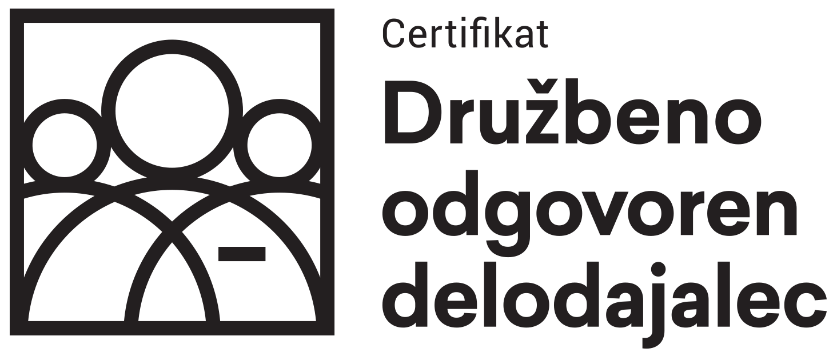 Certifikat
Družbeno
odgovoren
delodajalec